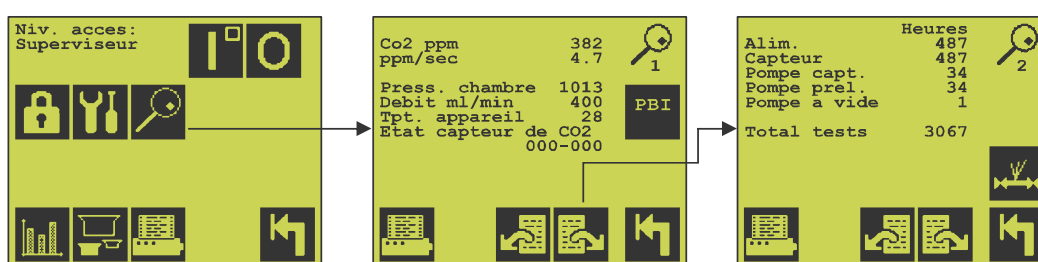 Niv. acces:
Superviseur
Co2 ppm 382
ppm/sec 4.7
1
Press. chambre 1013
Debit ml/min 400
PBI
Tpt. appareil 28
Etat capteur de CO2
000-000
Heures
Alim. 487
Capteur 487
2
Pompe capt. 34
Pompe prel. 34
Pompe a vide 1
Total tests 3067